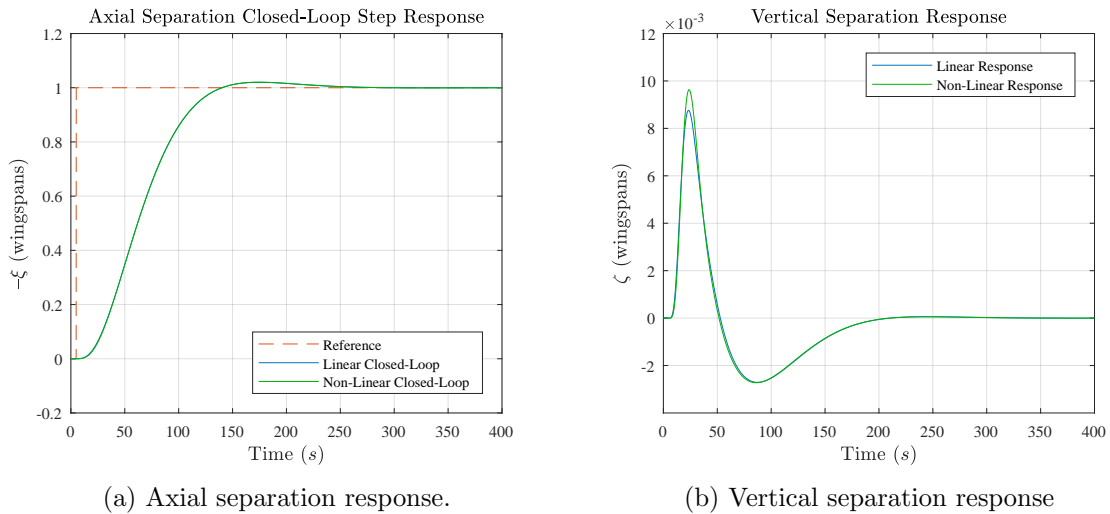 Axial Separation Closed-Loop Step Response
1.2
1
0.8
0.6
0.4
0.2
0
-0.2
−ξ (wingspans)
Reference
Linear Closed-Loop
Non-Linear Closed-Loop
0 50 100 150 200 250 300 350 400
Time (s)
(a) Axial separation response.
Vertical Separation Response
×10⁻³
12
10
8
6
4
2
0
-2
ζ (wingspans)
Linear Response
Non-Linear Response
0 50 100 150 200 250 300 350 400
Time (s)
(b) Vertical separation response